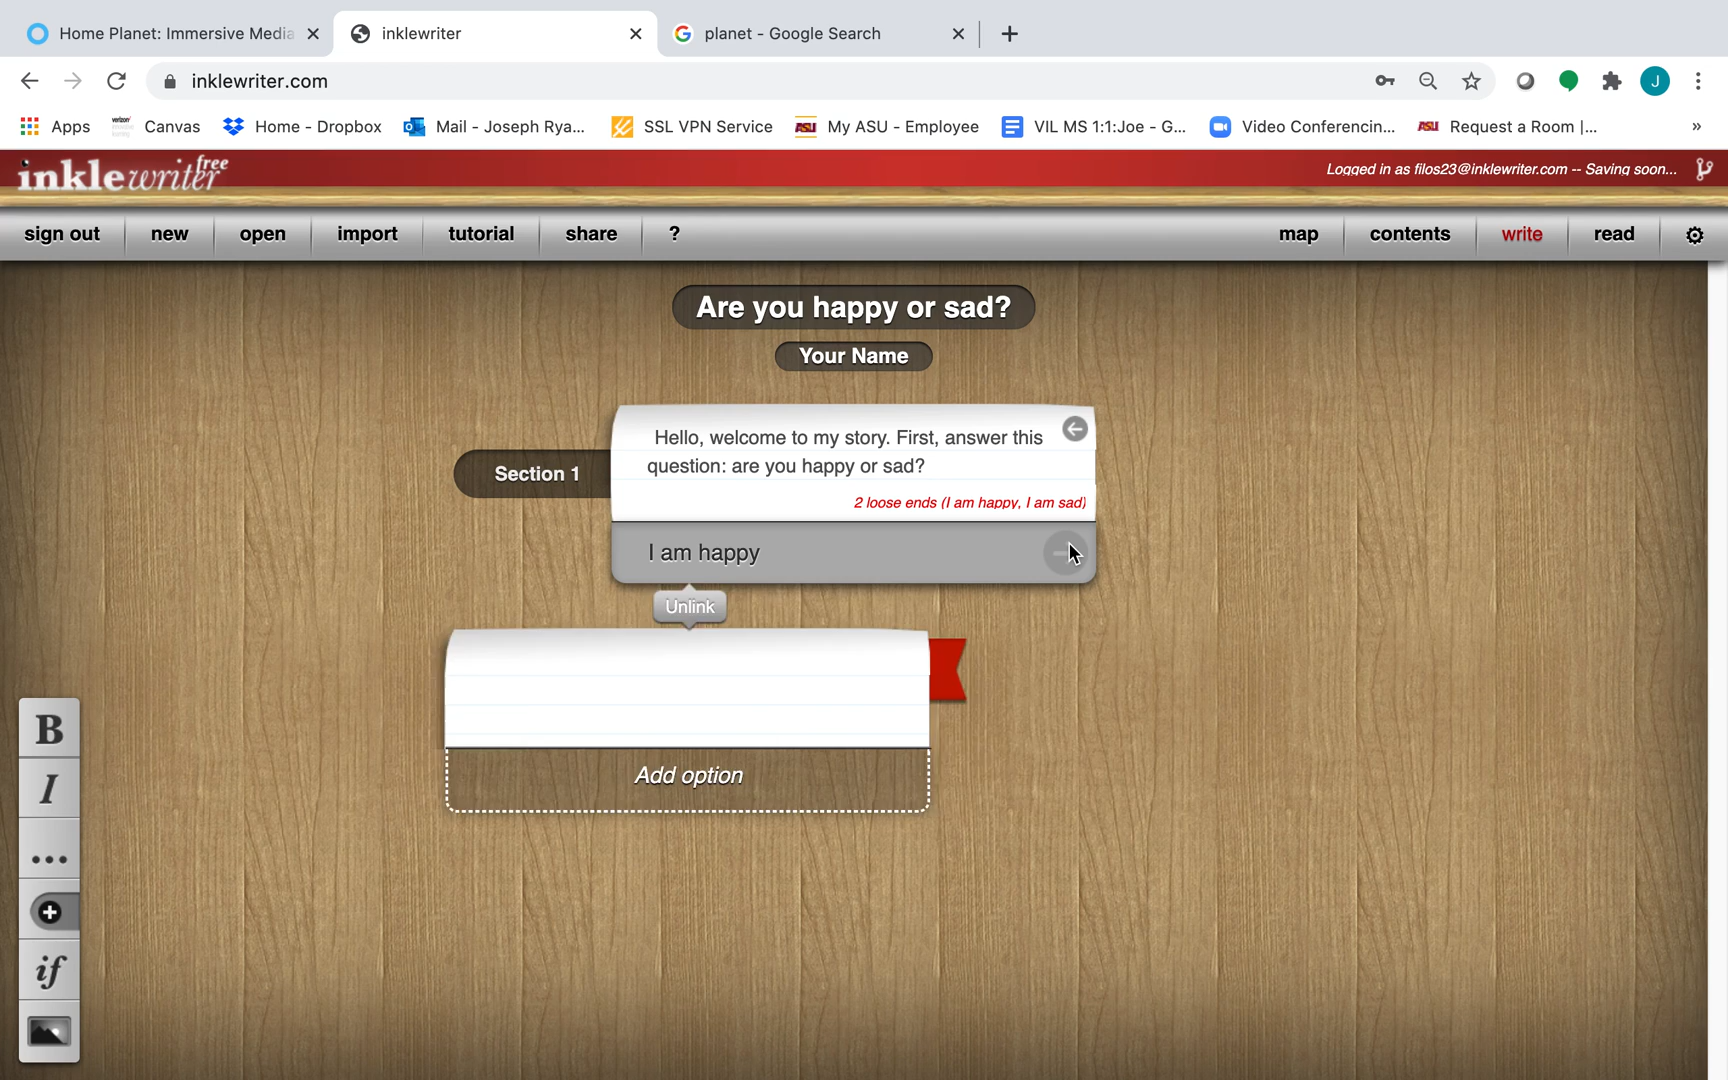 Home Planet: Immersive Media
inklewriter
planet - Google Search
inklewriter.com
J
Apps
verizon
Canvas
Home - Dropbox
Mail - Joseph Rya...
SSL VPN Service
ASU
My ASU - Employee
VIL MS 1:1:Joe - G...
Video Conferencin...
ASU
Request a Room |...
»
inklewriter free
Logged in as filos23@inklewriter.com -- Saving soon...
sign out
new
open
import
tutorial
share
?
map
contents
write
read
Are you happy or sad?
Your Name
Hello, welcome to my story. First, answer this
question: are you happy or sad?
Section 1
2 loose ends (I am happy, I am sad)
I am happy
Unlink
Add option
B
I
...
if